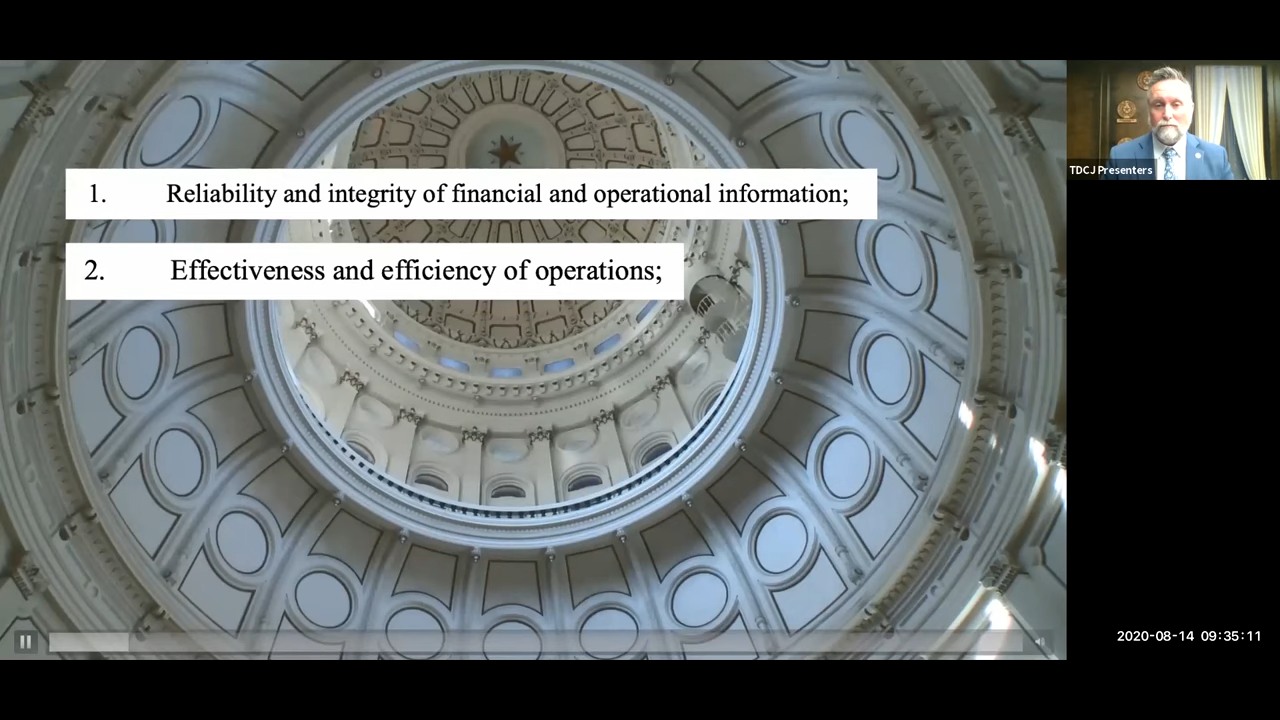 1. Reliability and integrity of financial and operational information;
TDCJ Presenters
2. Effectiveness and efficiency of operations;
2020-08-14 09:35:11